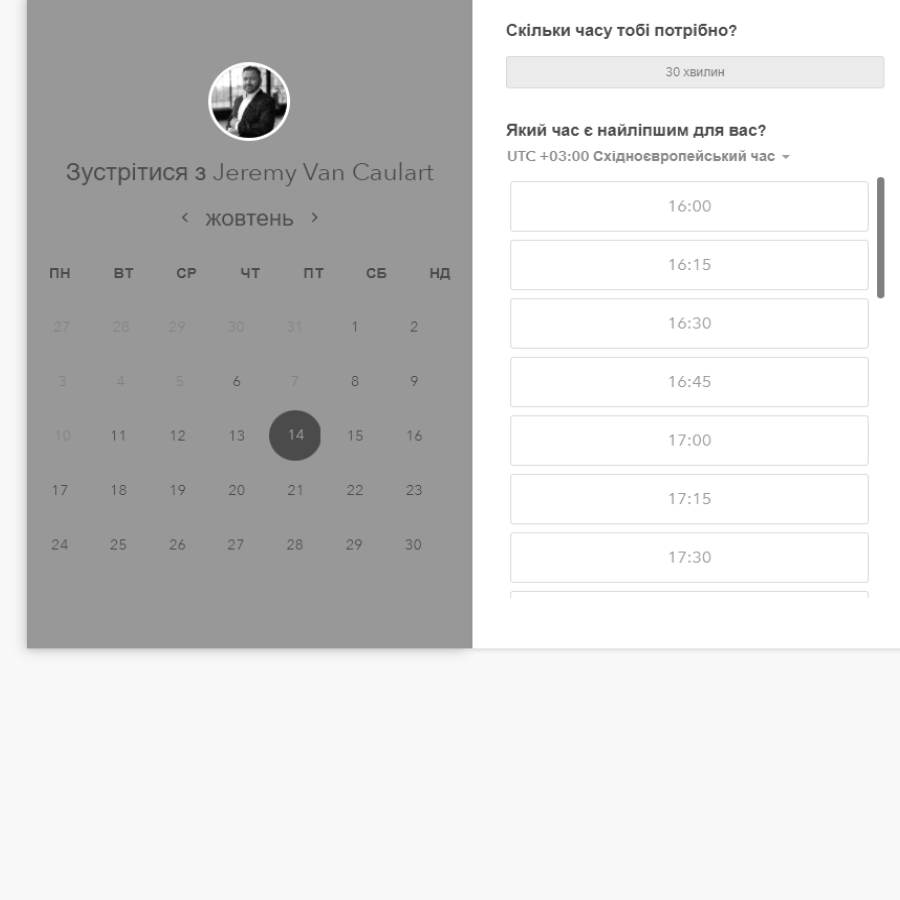 Зустрітися з Jeremy Van Caulart
жовтень
ПН ВТ СР ЧТ ПТ СБ НД
27 28 29 30 31 1 2
3 4 5 6 7 8 9
10 11 12 13 14 15 16
17 18 19 20 21 22 23
24 25 26 27 28 29 30
Скільки часу тобі потрібно?
30 хвилин
Який час є найліпшим для вас?
UTC +03:00 Східноєвропейський час
16:00
16:15
16:30
16:45
17:00
17:15
17:30